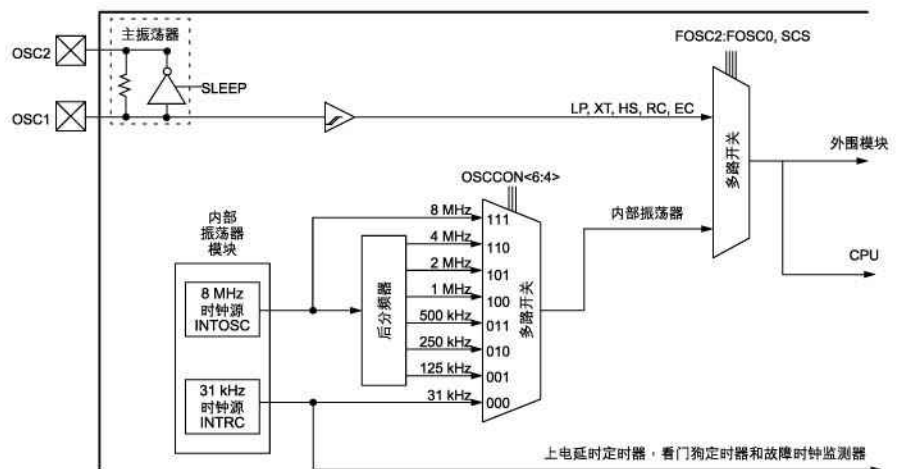 主振荡器
FOSC2:FOSC0, SCS
OSC2
SLEEP
OSC1
LP, XT, HS, RC, EC
多路开关
外围模块
OSCCON<6:4>
内部
振荡器
模块
8 MHz
111
内部振荡器
4 MHz
110
CPU
2 MHz
101
8 MHz
时钟源
INTOSC
后分频器
1 MHz
100
多路开关
500 kHz
011
250 kHz
010
125 kHz
001
31 kHz
时钟源
INTRC
31 kHz
000
上电延时定时器，看门狗定时器和故障时钟监测器